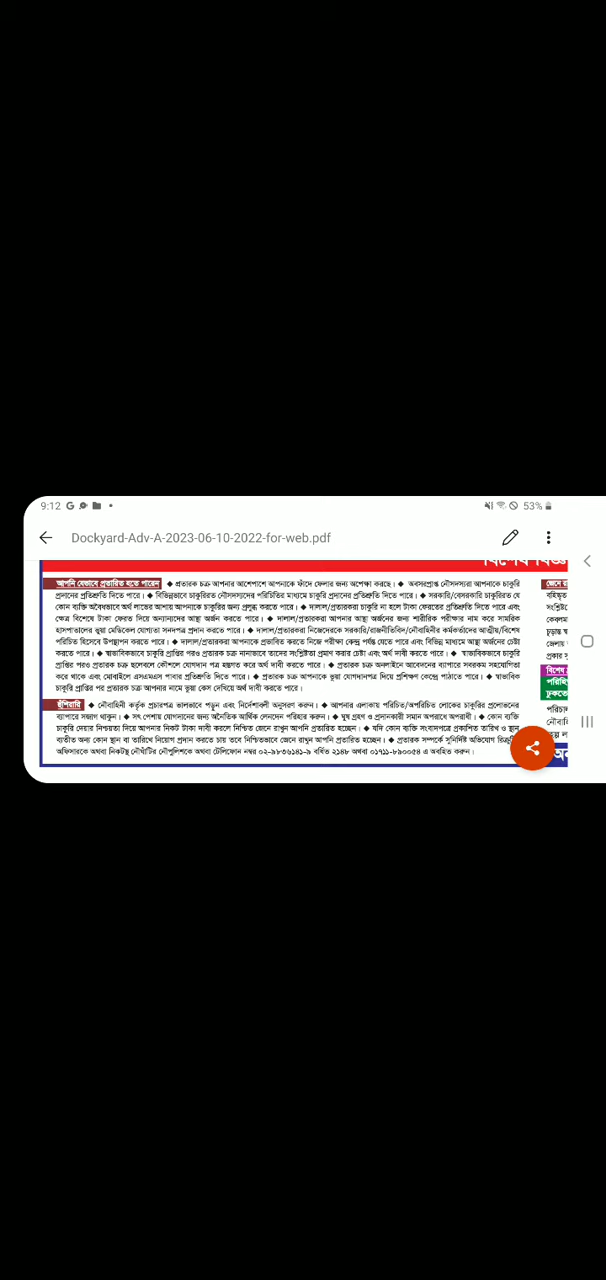 9:12
53%
Dockyard-Adv-A-2023-06-10-2022-for-web.pdf
আপনি যেভাবে প্রতারিত হতে পারেন ◆ প্রতারক চক্র আপনার আশেপাশে আপনাকে ফাঁদে ফেলার জন্য অপেক্ষা করছে। ◆ অবসরপ্রাপ্ত নৌসদস্যরা আপনাকে চাকুরি
প্রদানের প্রতিশ্রুতি দিতে পারে। ◆ বিভিন্নভাবে চাকুরিরত নৌসদস্যদের পরিচিতির মাধ্যমে চাকুরি প্রদানের প্রতিশ্রুতি দিতে পারে। ◆ সরকারি/বেসরকারি চাকুরিরত যে
কোন ব্যক্তি অবৈধভাবে অর্থ লাভের আশায় আপনাকে চাকুরির জন্য প্রলুব্ধ করতে পারে। ◆ দালাল/প্রতারকরা চাকুরি না হলে টাকা ফেরতের প্রতিশ্রুতি দিতে পারে এবং
ক্ষেত্র বিশেষে টাকা ফেরত দিয়ে অন্যান্যদের আস্থা অর্জন করতে পারে। ◆ দালাল/প্রতারকরা আপনার আস্থা অর্জনের জন্য শারীরিক পরীক্ষার নাম করে সামরিক
হাসপাতালের ভুয়া মেডিকেল যোগ্যতা সনদপত্র প্রদান করতে পারে। ◆ দালাল/প্রতারকরা নিজেদেরকে সরকারি/রাজনীতিবিদ/নৌবাহিনীর কর্মকর্তাদের আত্মীয়/বিশেষ
পরিচিত হিসেবে উপস্থাপন করতে পারে। ◆ দালাল/প্রতারকরা আপনাকে প্রভাবিত করতে নিজে পরীক্ষা কেন্দ্র পর্যন্ত যেতে পারে এবং বিভিন্ন মাধ্যমে আস্থা অর্জনের চেষ্টা
করতে পারে। ◆ স্বাভাবিকভাবে চাকুরি প্রাপ্তির পরও প্রতারক চক্র নানাভাবে তাদের সংশ্লিষ্টতা প্রমাণ করার চেষ্টা এবং অর্থ দাবী করতে পারে। ◆ স্বাভাবিকভাবে চাকুরি
প্রাপ্তির পরও প্রতারক চক্র ছলেবলে কৌশলে যোগদান পত্র হস্তগত করে অর্থ দাবী করতে পারে। ◆ প্রতারক চক্র অনলাইনে আবেদনের ব্যাপারে সবরকম সহযোগিতা
করে থাকে এবং মোবাইলে এসএমএস পাবার প্রতিশ্রুতি দিতে পারে। ◆ প্রতারক চক্র আপনাকে ভুয়া যোগদানপত্র দিয়ে প্রশিক্ষণ কেন্দ্রে পাঠাতে পারে। ◆ স্বাভাবিক
চাকুরি প্রাপ্তির পর প্রতারক চক্র আপনার নামে ভুয়া কেস দেখিয়ে অর্থ দাবী করতে পারে।
হুঁশিয়ারি ◆ নৌবাহিনী কর্তৃক প্রচারপত্র ভালভাবে পড়ুন এবং নির্দেশাবলী অনুসরণ করুন। ◆ আপনার এলাকায় পরিচিত/অপরিচিত লোকের চাকুরির প্রলোভনের
ব্যাপারে সজাগ থাকুন। ◆ সৎ পেশায় যোগদানের জন্য অনৈতিক আর্থিক লেনদেন পরিহার করুন। ◆ ঘুষ গ্রহণ ও প্রদানকারী সমান অপরাধে অপরাধী। ◆ কোন ব্যক্তি
চাকুরি দেয়ার নিশ্চয়তা দিয়ে আপনার নিকট টাকা দাবী করলে নিশ্চিত জেনে রাখুন আপনি প্রতারিত হচ্ছেন। ◆ যদি কোন ব্যক্তি সংবাদপত্রে প্রকাশিত তারিখ ও স্থান
ব্যতীত অন্য কোন স্থান বা তারিখে নিয়োগ প্রদান করতে চায় তবে নিশ্চিতভাবে জেনে রাখুন আপনি প্রতারিত হচ্ছেন। ◆ প্রতারক সম্পর্কে সুনির্দিষ্ট অভিযোগ
অফিসারকে অথবা নিকটস্থ নৌঘাঁটির নৌপুলিশকে অথবা টেলিফোন নম্বর ০২-৯৮৩৬১৪১-৯ বর্ধিত ২১৪৮ অথবা ০১৭১১-৮৯০০৫৪ এ অবহিত করুন।